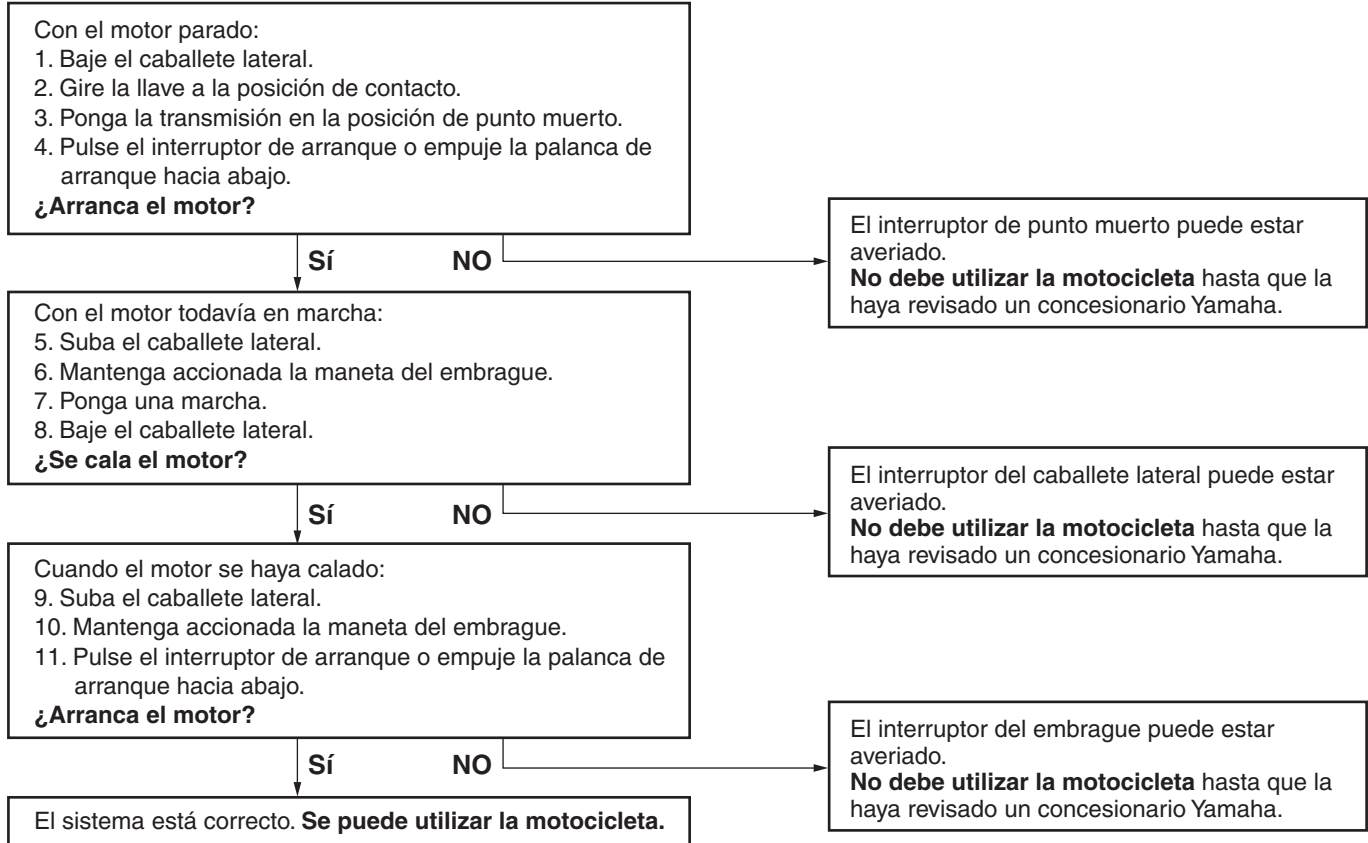 Con el motor parado:
1. Baje el caballete lateral.
2. Gire la llave a la posición de contacto.
3. Ponga la transmisión en la posición de punto muerto.
4. Pulse el interruptor de arranque o empuje la palanca de
arranque hacia abajo.
¿Arranca el motor?
Sí
NO
El interruptor de punto muerto puede estar
averiado.
No debe utilizar la motocicleta hasta que la
haya revisado un concesionario Yamaha.
Con el motor todavía en marcha:
5. Suba el caballete lateral.
6. Mantenga accionada la maneta del embrague.
7. Ponga una marcha.
8. Baje el caballete lateral.
¿Se cala el motor?
Sí
NO
El interruptor del caballete lateral puede estar
averiado.
No debe utilizar la motocicleta hasta que la
haya revisado un concesionario Yamaha.
Cuando el motor se haya calado:
9. Suba el caballete lateral.
10. Mantenga accionada la maneta del embrague.
11. Pulse el interruptor de arranque o empuje la palanca de
arranque hacia abajo.
¿Arranca el motor?
Sí
NO
El interruptor del embrague puede estar
averiado.
No debe utilizar la motocicleta hasta que la
haya revisado un concesionario Yamaha.
El sistema está correcto. Se puede utilizar la motocicleta.